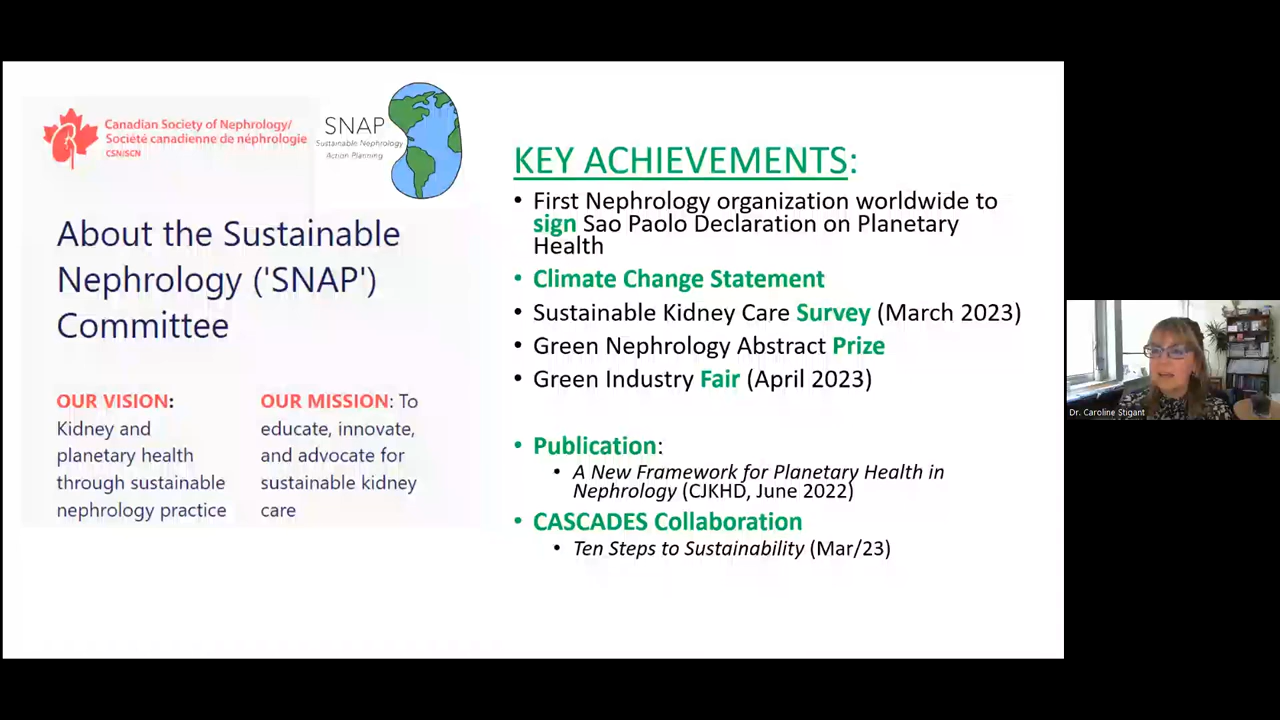 Canadian Society of Nephrology/
Société canadienne de néphrologie
CSN/SCN
SNAP
Sustainable Nephrology
Action Planning
About the Sustainable
Nephrology ('SNAP')
Committee
OUR VISION:
Kidney and
planetary health
through sustainable
nephrology practice
OUR MISSION: To
educate, innovate,
and advocate for
sustainable kidney
care
KEY ACHIEVEMENTS:
• First Nephrology organization worldwide to
sign Sao Paolo Declaration on Planetary
Health
• Climate Change Statement
• Sustainable Kidney Care Survey (March 2023)
• Green Nephrology Abstract Prize
• Green Industry Fair (April 2023)
• Publication:
• A New Framework for Planetary Health in
Nephrology (CJKHD, June 2022)
• CASCADES Collaboration
• Ten Steps to Sustainability (Mar/23)
Dr. Caroline Stigant